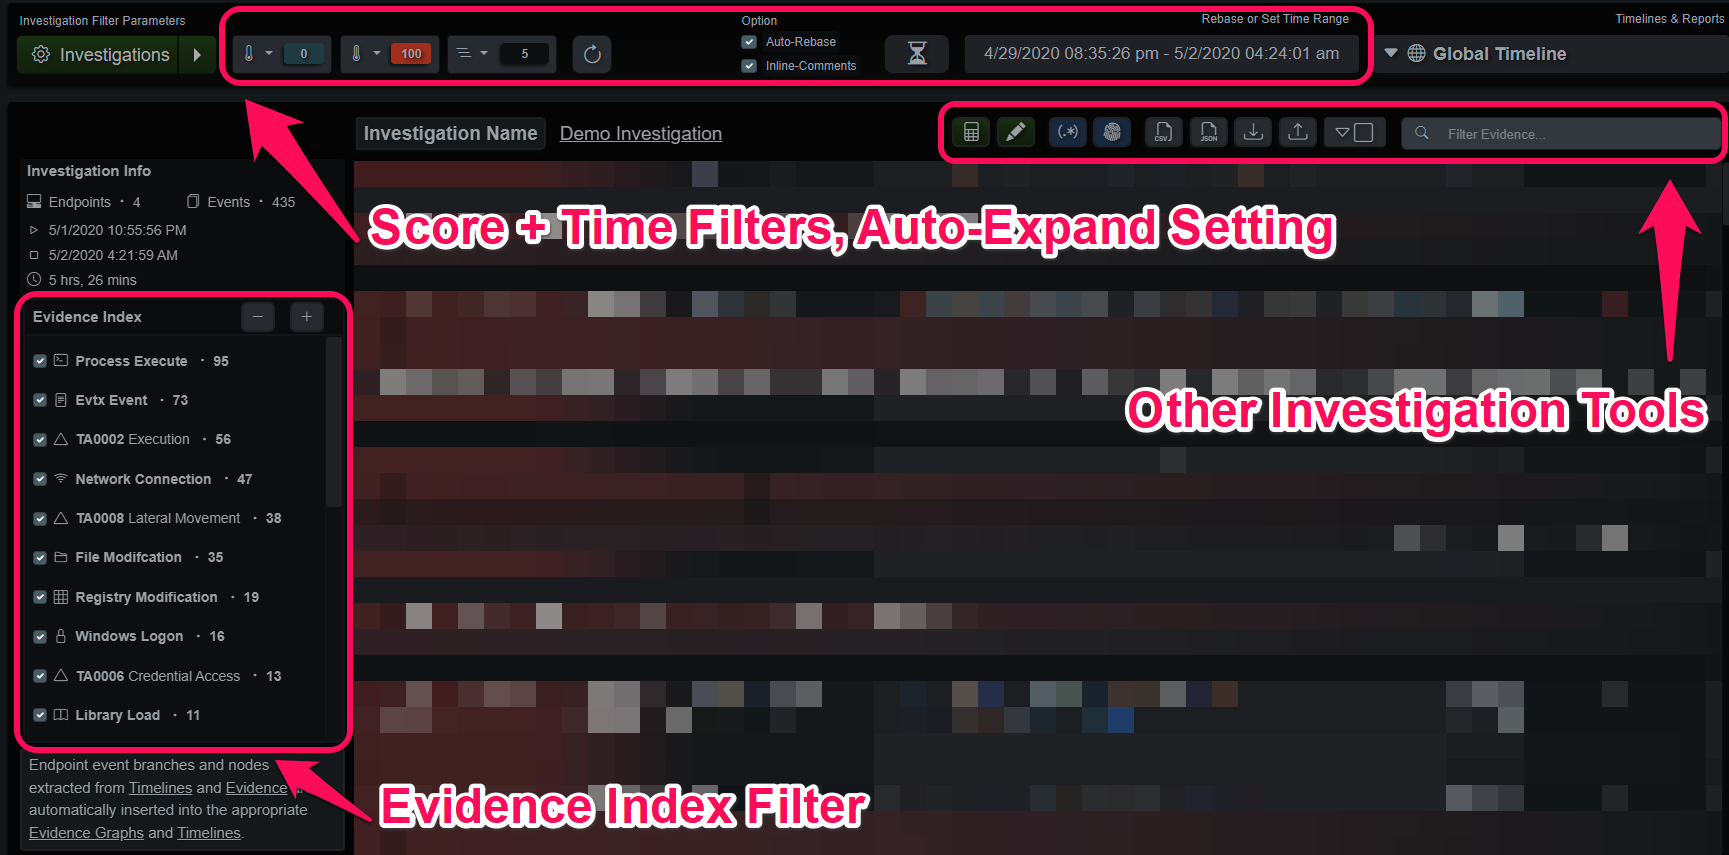 Investigation Filter Parameters
Option
Rebase or Set Time Range
Timelines & Reports
Investigations
0
100
5
Auto-Rebase
Inline-Comments
4/29/2020 08:35:26 pm - 5/2/2020 04:24:01 am
Global Timeline
Investigation Name Demo Investigation
(.*)
CSV
JSON
Filter Evidence...
Investigation Info
Endpoints · 4
Events · 435
5/1/2020 10:55:56 PM
5/2/2020 4:21:59 AM
5 hrs, 26 mins
Score + Time Filters, Auto-Expand Setting
Evidence Index
Process Execute · 95
Evtx Event · 73
TA0002 Execution · 56
Network Connection · 47
TA0008 Lateral Movement · 38
File Modifcation · 35
Registry Modification · 19
Windows Logon · 16
TA0006 Credential Access · 13
Library Load · 11
Other Investigation Tools
Endpoint event branches and nodes
extracted from Timelines and Evidence
automatically inserted into the appropriate
Evidence Graphs and Timelines.
Evidence Index Filter